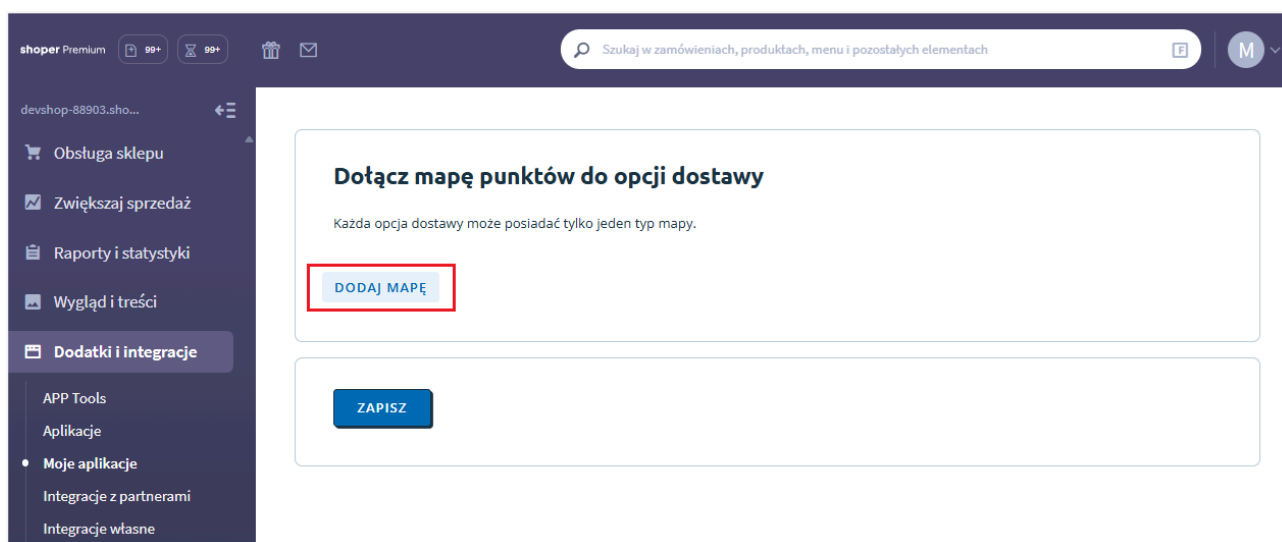 shoper Premium 99+ 99+ Szukaj w zamówieniach, produktach, menu i pozostałych elementach F M
devshop-88903.sho...
Obsługa sklepu
Zwiększaj sprzedaż
Raporty i statystyki
Wygląd i treści
Dodatki i integracje
APP Tools
Aplikacje
Moje aplikacje
Integracje z partnerami
Integracje własne
Dołącz mapę punktów do opcji dostawy
Każda opcja dostawy może posiadać tylko jeden typ mapy.
DODAJ MAPĘ
ZAPISZ